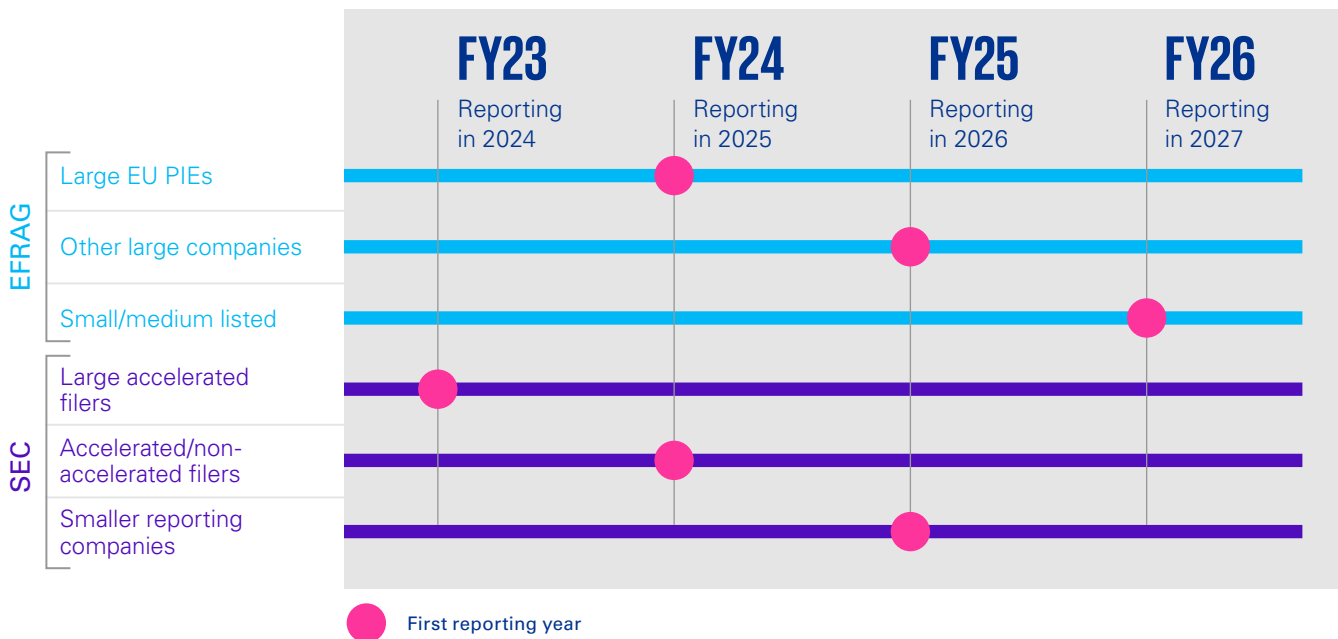 FY23
Reporting
in 2024
FY24
Reporting
in 2025
FY25
Reporting
in 2026
FY26
Reporting
in 2027
EFRAG
Large EU PIEs
Other large companies
Small/medium listed
SEC
Large accelerated
filers
Accelerated/non-
accelerated filers
Smaller reporting
companies
First reporting year